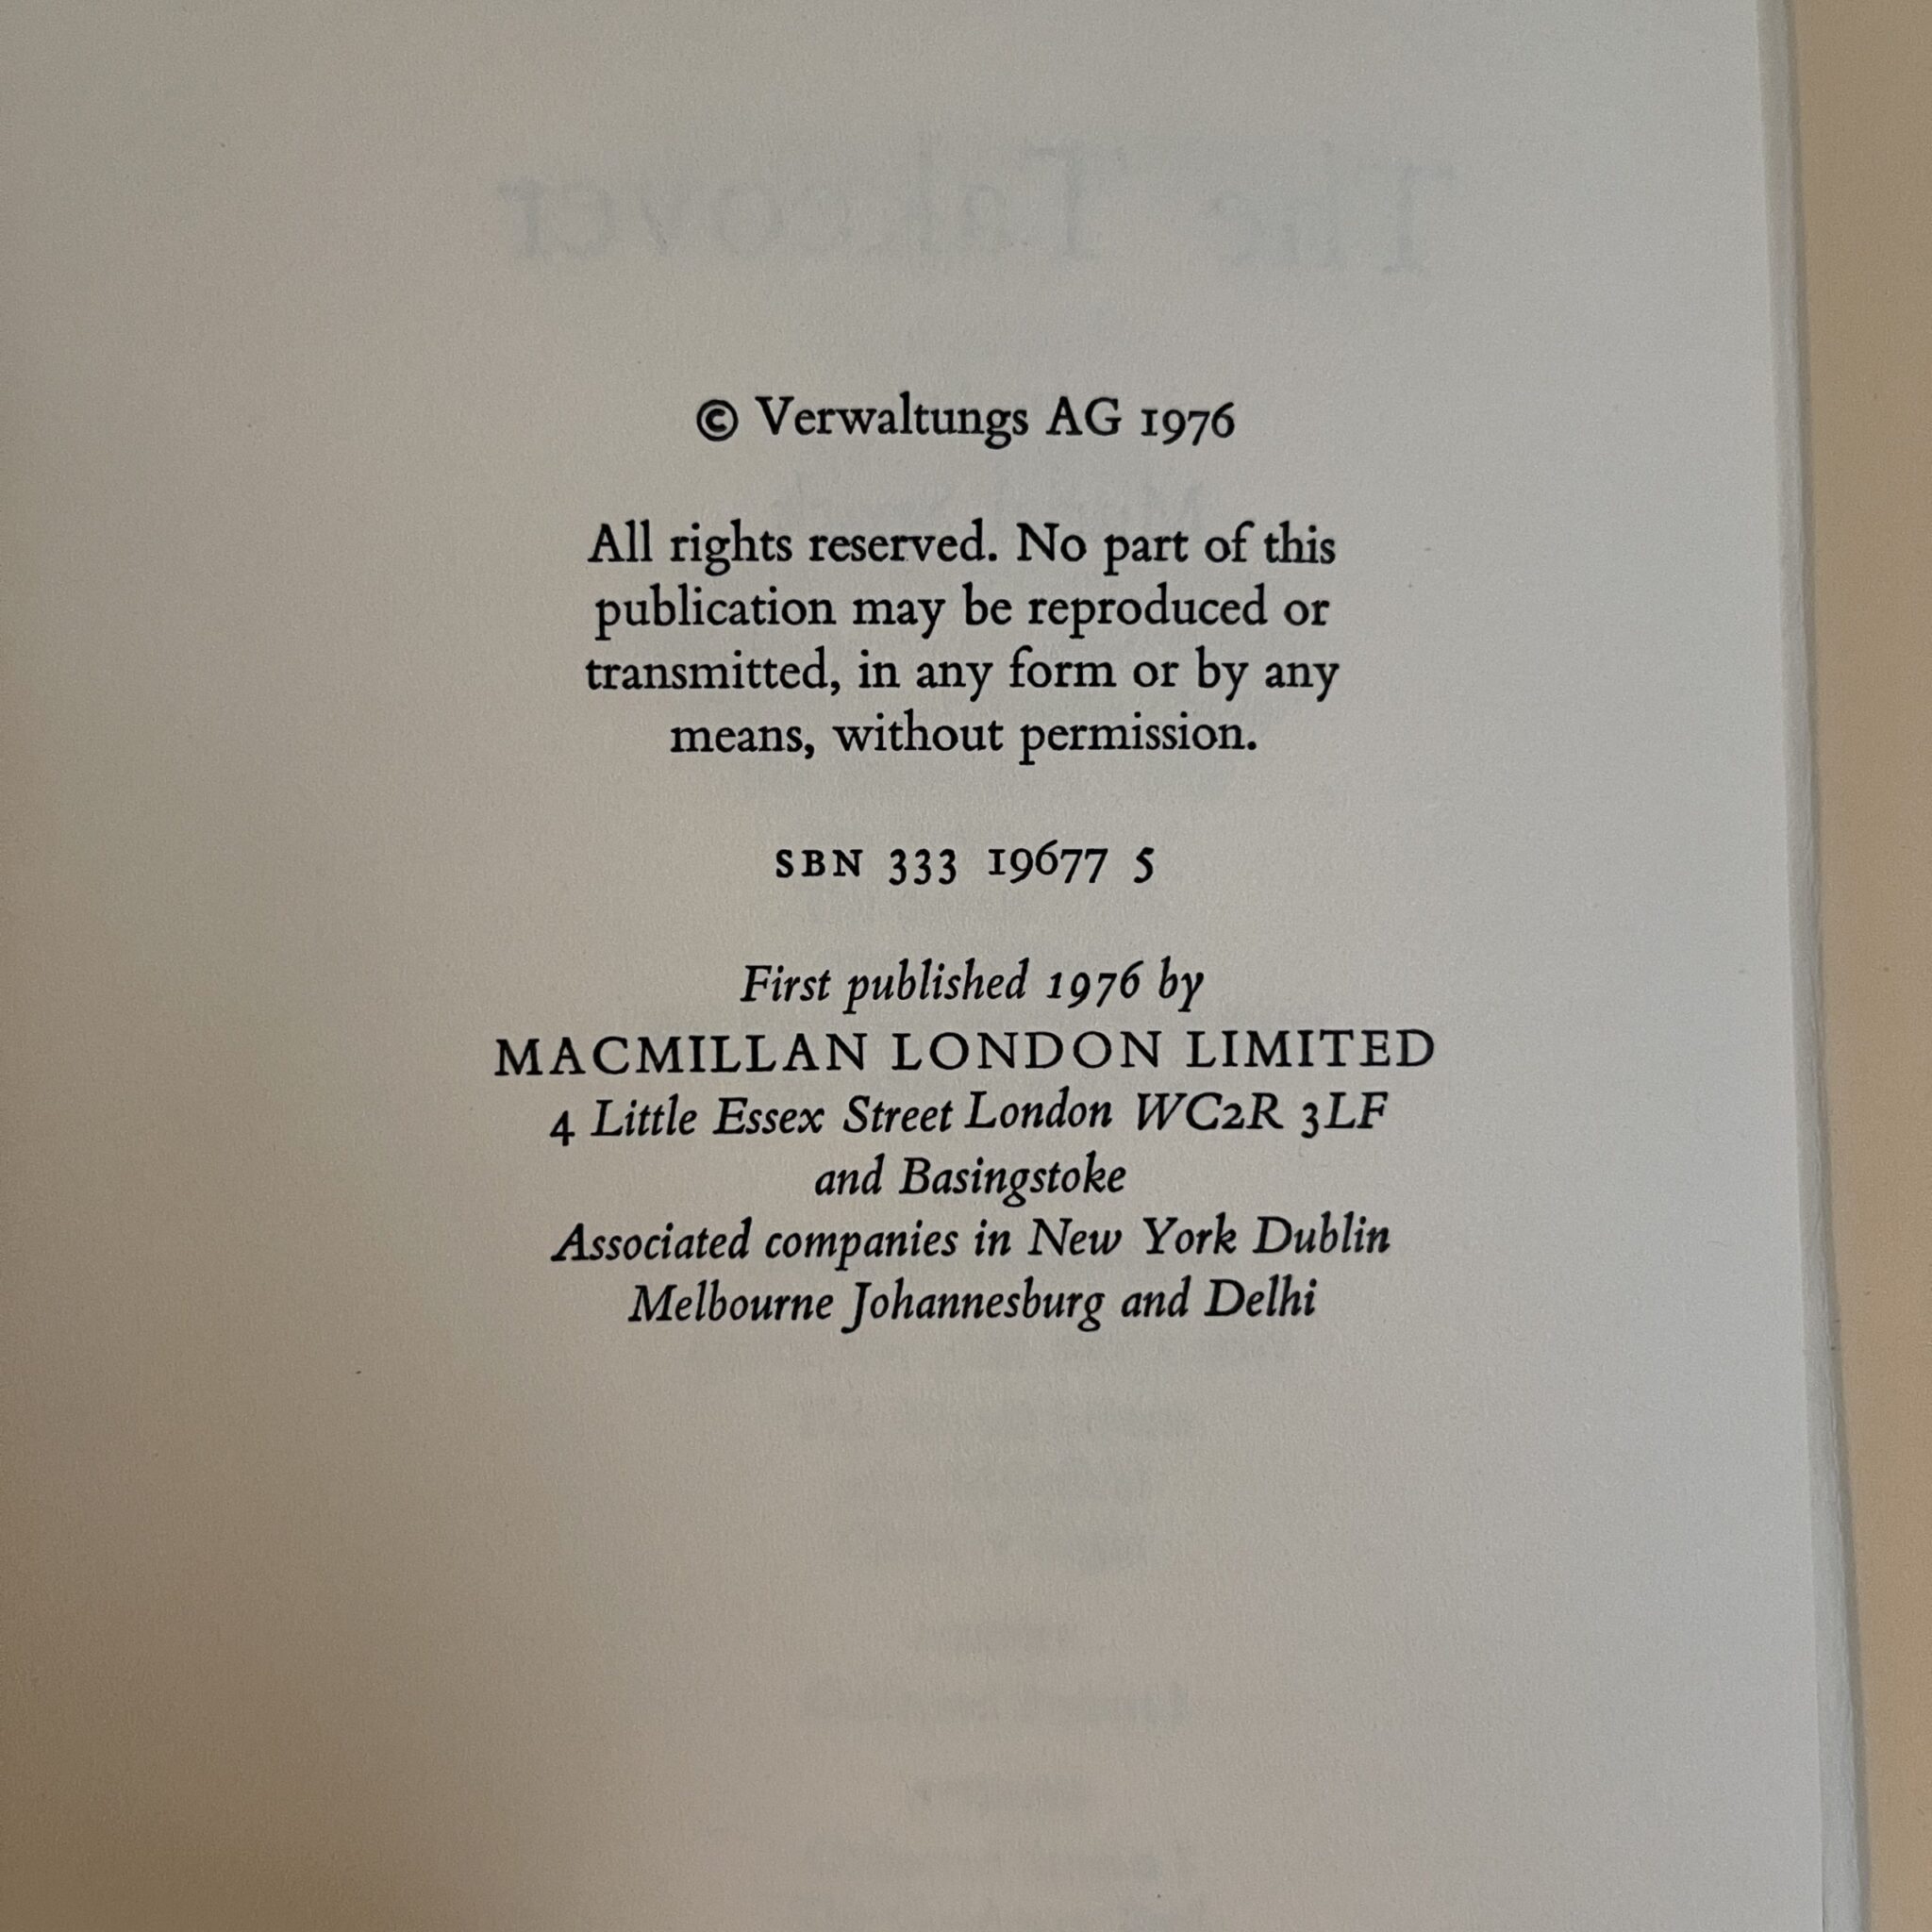 The Takeover
© Verwaltungs AG 1976
All rights reserved. No part of this
publication may be reproduced or
transmitted, in any form or by any
means, without permission.
SBN 333 19677 5
First published 1976 by
MACMILLAN LONDON LIMITED
4 Little Essex Street London WC2R 3LF
and Basingstoke
Associated companies in New York Dublin
Melbourne Johannesburg and Delhi